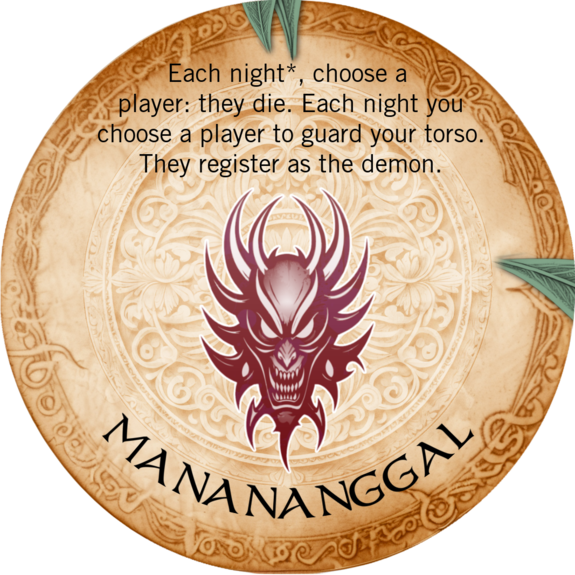 Each night*, choose a
player: they die. Each night you
choose a player to guard your torso.
They register as the demon.
MANANANGGAL